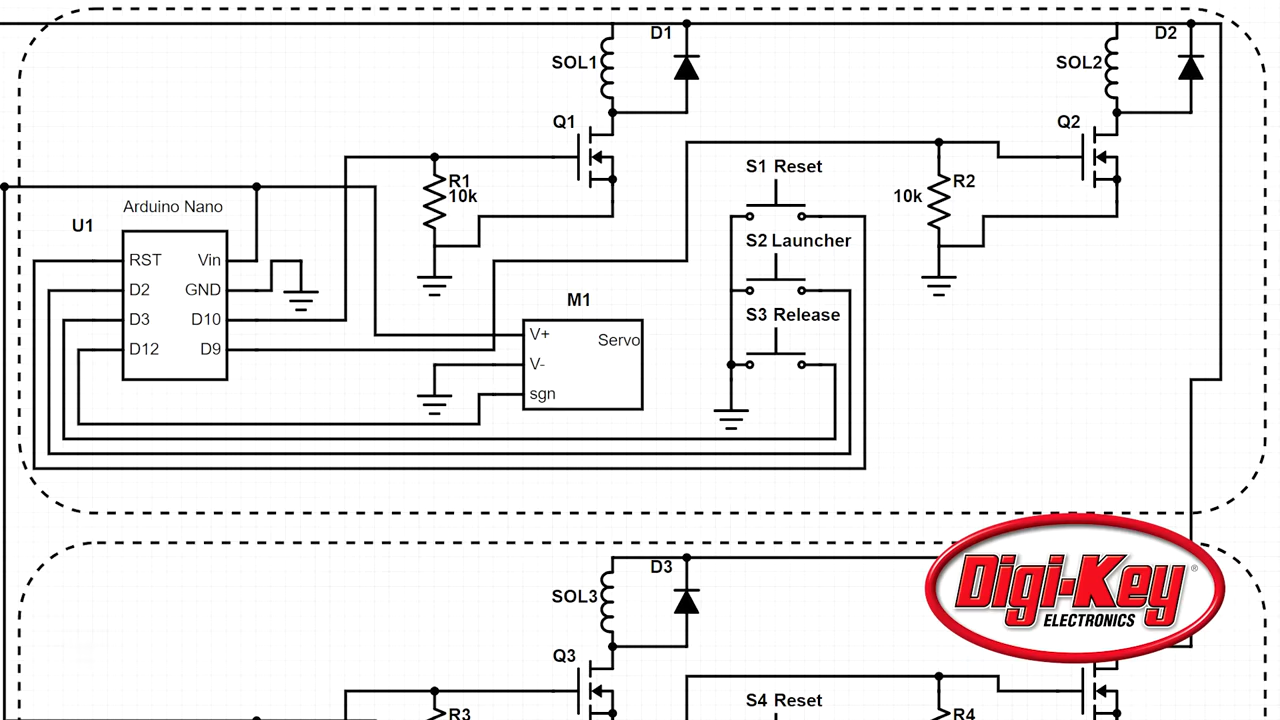 D1
D2
SOL1
SOL2
Q1
Q2
S1 Reset
R1
10k
10k
R2
Arduino Nano
U1
S2 Launcher
RST
Vin
D2
GND
M1
S3 Release
D3
D10
V+
Servo
D12
D9
V-
sgn
D3
SOL3
Digi-Key
®
ELECTRONICS
Q3
S4 Reset
R3
R4